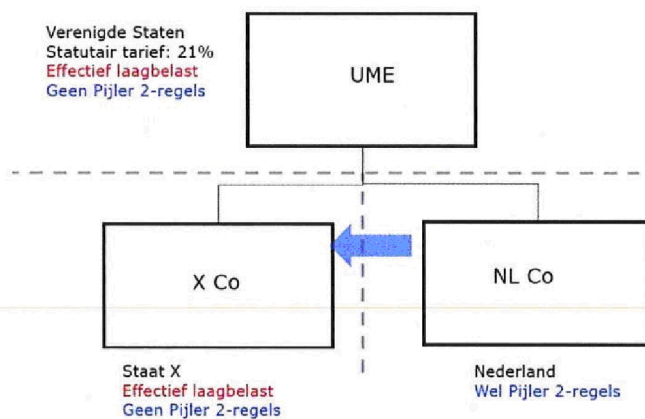 Verenigde Staten
Statutair tarief: 21%
Effectief laagbelast
Geen Pijler 2-regels
UME
X Co
NL Co
Staat X
Effectief laagbelast
Geen Pijler 2-regels
Nederland
Wel Pijler 2-regels